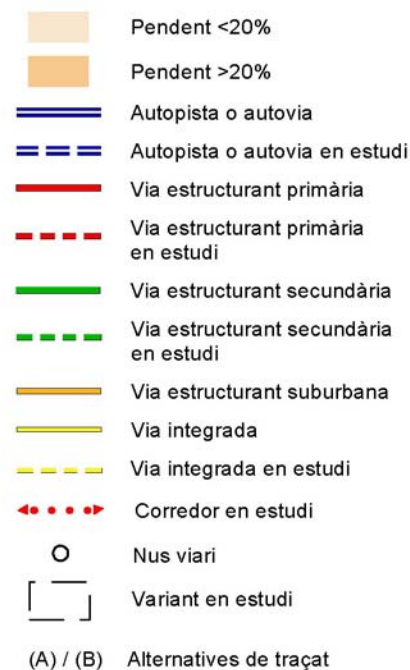 Pendent <20%
Pendent >20%
Autopista o autovia
Autopista o autovia en estudi
Via estructurant primària
Via estructurant primària
en estudi
Via estructurant secundària
Via estructurant secundària
en estudi
Via estructurant suburbana
Via integrada
Via integrada en estudi
Corredor en estudi
Nus viari
Variant en estudi
(A) / (B) Alternatives de traçat